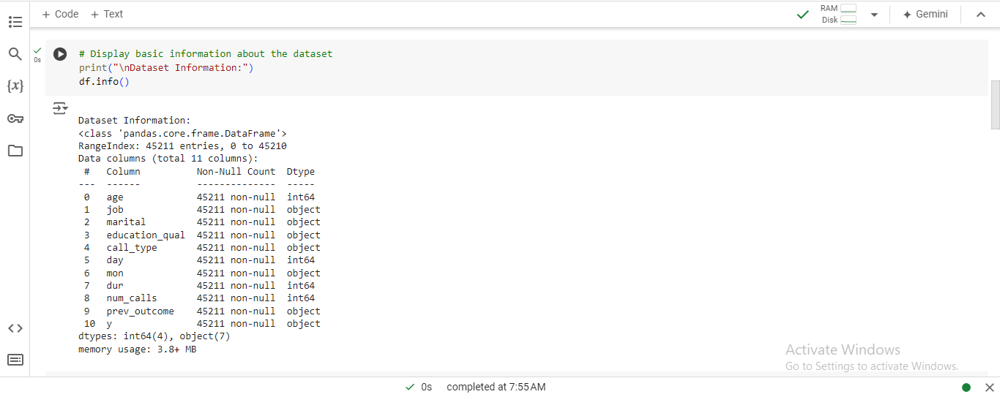 + Code + Text
RAM
Disk
Gemini
{x}
0s
# Display basic information about the dataset
print("\nDataset Information:")
df.info()
Dataset Information:
<class 'pandas.core.frame.DataFrame'>
RangeIndex: 45211 entries, 0 to 45210
Data columns (total 11 columns):
 #   Column          Non-Null Count  Dtype
---  ------          --------------  -----
 0   age             45211 non-null  int64
 1   job             45211 non-null  object
 2   marital         45211 non-null  object
 3   education_qual  45211 non-null  object
 4   call_type       45211 non-null  object
 5   day             45211 non-null  int64
 6   mon             45211 non-null  object
 7   dur             45211 non-null  int64
 8   num_calls       45211 non-null  int64
 9   prev_outcome    45211 non-null  object
 10  y               45211 non-null  object
dtypes: int64(4), object(7)
memory usage: 3.8+ MB
Activate Windows
Go to Settings to activate Windows.
0s completed at 7:55 AM